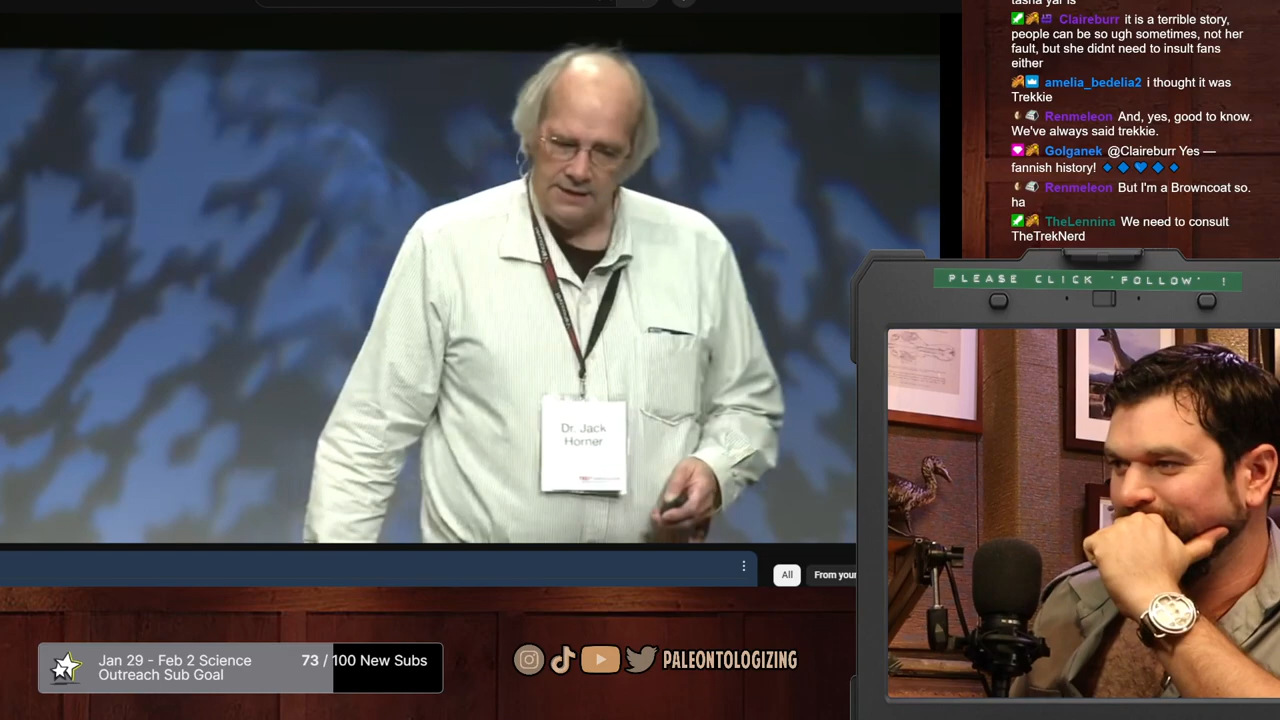 tasha yar is
Claireburr it is a terrible story,
people can be so ugh sometimes, not her
fault, but she didnt need to insult fans
either
amelia_bedelia2 i thought it was
Trekkie
Renmeleon And, yes, good to know.
We've always said trekkie.
Golganek @Claireburr Yes —
fannish history!
Renmeleon But I'm a Browncoat so.
ha
TheLennina We need to consult
TheTrekNerd
PLEASE CLICK 'FOLLOW' !
Dr. Jack
Horner
All
From your
Jan 29 - Feb 2 Science
Outreach Sub Goal
73 / 100 New Subs
PALEONTOLOGIZING